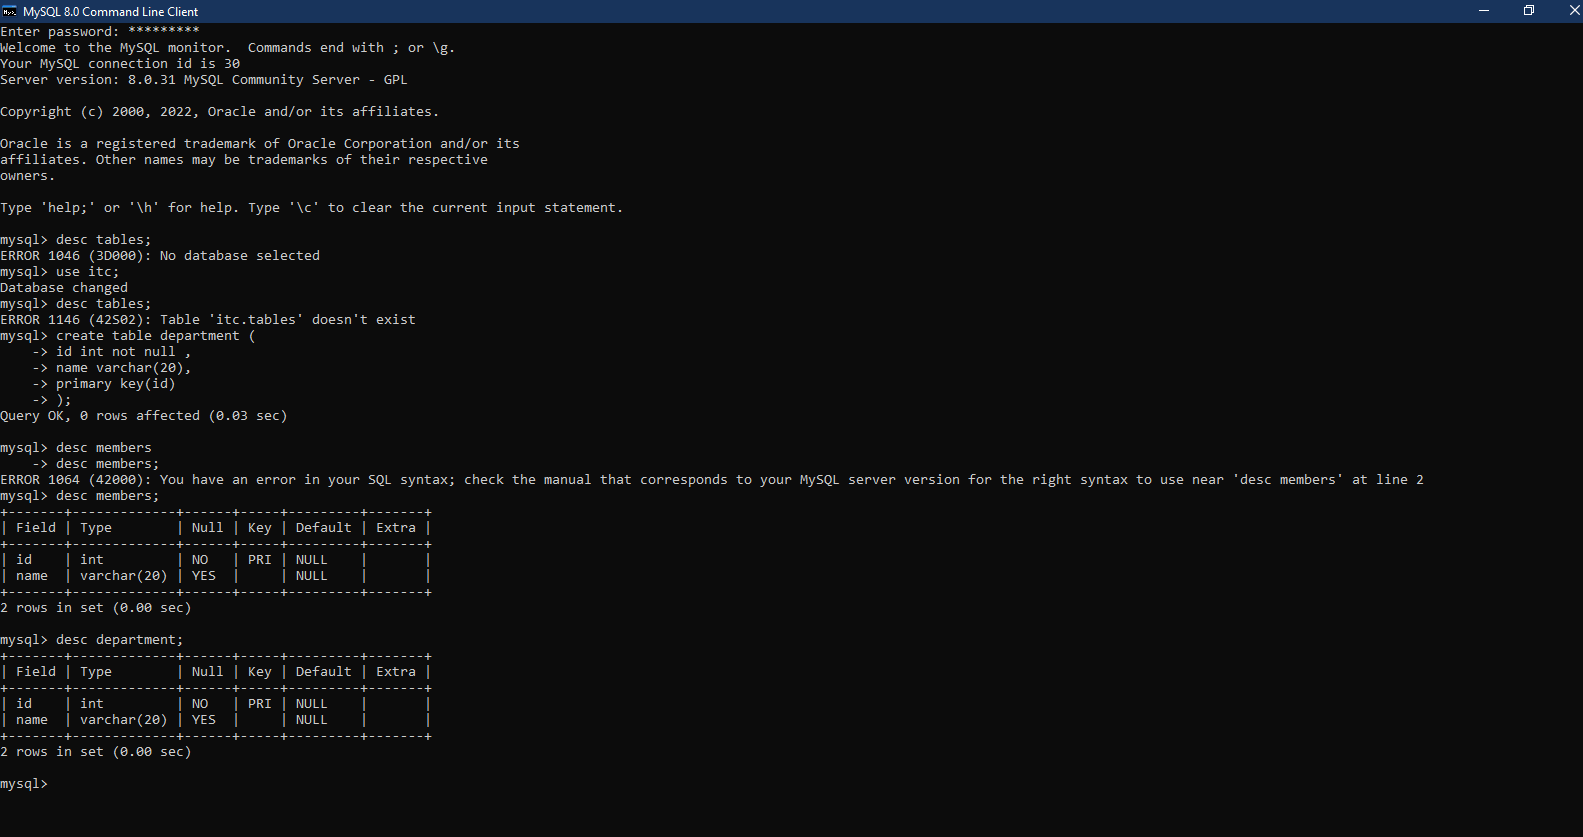 MySQL 8.0 Command Line Client
Enter password: *********
Welcome to the MySQL monitor.  Commands end with ; or \g.
Your MySQL connection id is 30
Server version: 8.0.31 MySQL Community Server - GPL

Copyright (c) 2000, 2022, Oracle and/or its affiliates.

Oracle is a registered trademark of Oracle Corporation and/or its
affiliates. Other names may be trademarks of their respective
owners.

Type 'help;' or '\h' for help. Type '\c' to clear the current input statement.

mysql> desc tables;
ERROR 1046 (3D000): No database selected
mysql> use itc;
Database changed
mysql> desc tables;
ERROR 1146 (42S02): Table 'itc.tables' doesn't exist
mysql> create table department (
    -> id int not null ,
    -> name varchar(20),
    -> primary key(id)
    -> );
Query OK, 0 rows affected (0.03 sec)

mysql> desc members
    -> desc members;
ERROR 1064 (42000): You have an error in your SQL syntax; check the manual that corresponds to your MySQL server version for the right syntax to use near 'desc members' at line 2
mysql> desc members;
+-------+-------------+------+-----+---------+-------+
| Field | Type        | Null | Key | Default | Extra |
+-------+-------------+------+-----+---------+-------+
| id    | int         | NO   | PRI | NULL    |       |
| name  | varchar(20) | YES  |     | NULL    |       |
+-------+-------------+------+-----+---------+-------+
2 rows in set (0.00 sec)

mysql> desc department;
+-------+-------------+------+-----+---------+-------+
| Field | Type        | Null | Key | Default | Extra |
+-------+-------------+------+-----+---------+-------+
| id    | int         | NO   | PRI | NULL    |       |
| name  | varchar(20) | YES  |     | NULL    |       |
+-------+-------------+------+-----+---------+-------+
2 rows in set (0.00 sec)

mysql>